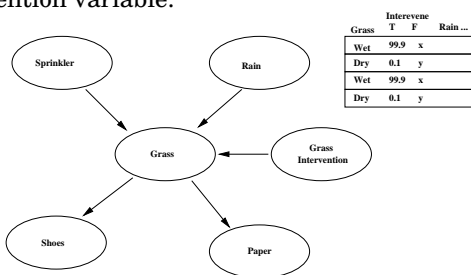 ention variable.
Intervene
Grass T F Rain ...
Wet 99.9 x
Dry 0.1 y
Wet 99.9 x
Dry 0.1 y
Sprinkler
Rain
Grass
Grass
Intervention
Shoes
Paper